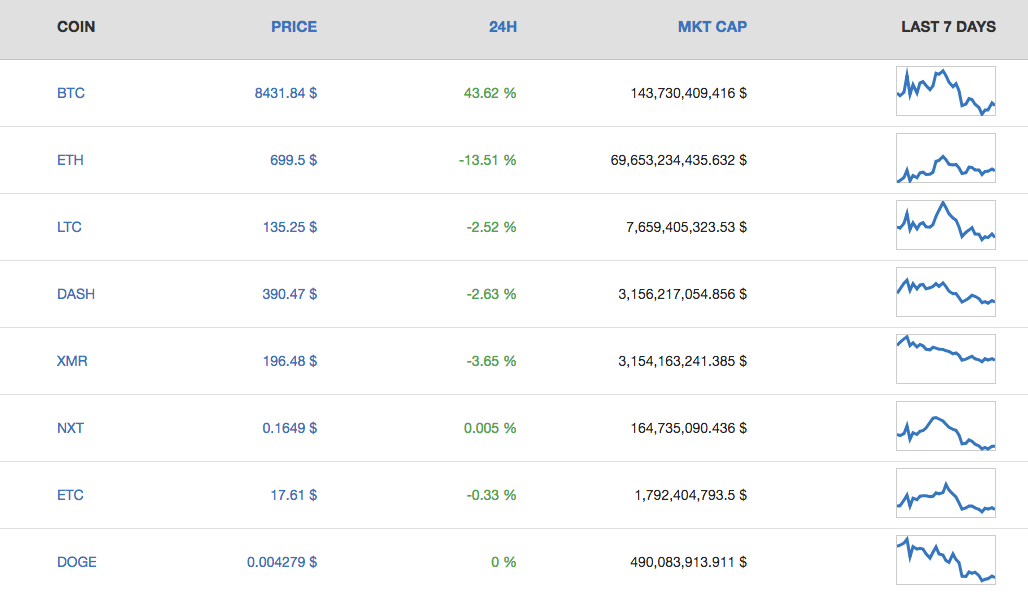 COIN PRICE 24H MKT CAP LAST 7 DAYS
BTC 8431.84 $ 43.62 % 143,730,409,416 $
ETH 699.5 $ -13.51 % 69,653,234,435.632 $
LTC 135.25 $ -2.52 % 7,659,405,323.53 $
DASH 390.47 $ -2.63 % 3,156,217,054.856 $
XMR 196.48 $ -3.65 % 3,154,163,241.385 $
NXT 0.1649 $ 0.005 % 164,735,090.436 $
ETC 17.61 $ -0.33 % 1,792,404,793.5 $
DOGE 0.004279 $ 0 % 490,083,913.911 $